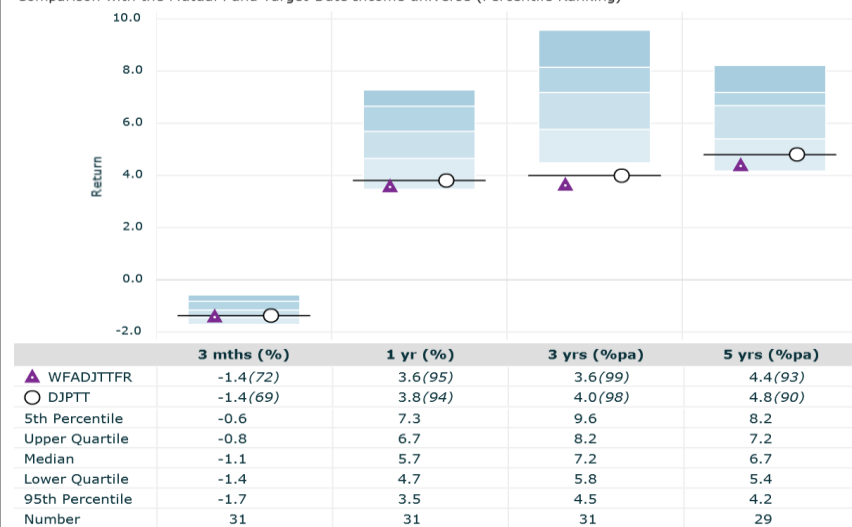 10.0
8.0
6.0
4.0
2.0
0.0
-2.0
Return
3 mths (%) 1 yr (%) 3 yrs (%pa) 5 yrs (%pa)
WFADJTTFR -1.4(72) 3.6(95) 3.6(99) 4.4(93)
DJPTT -1.4(69) 3.8(94) 4.0(98) 4.8(90)
5th Percentile -0.6 7.3 9.6 8.2
Upper Quartile -0.8 6.7 8.2 7.2
Median -1.1 5.7 7.2 6.7
Lower Quartile -1.4 4.7 5.8 5.4
95th Percentile -1.7 3.5 4.5 4.2
Number 31 31 31 29